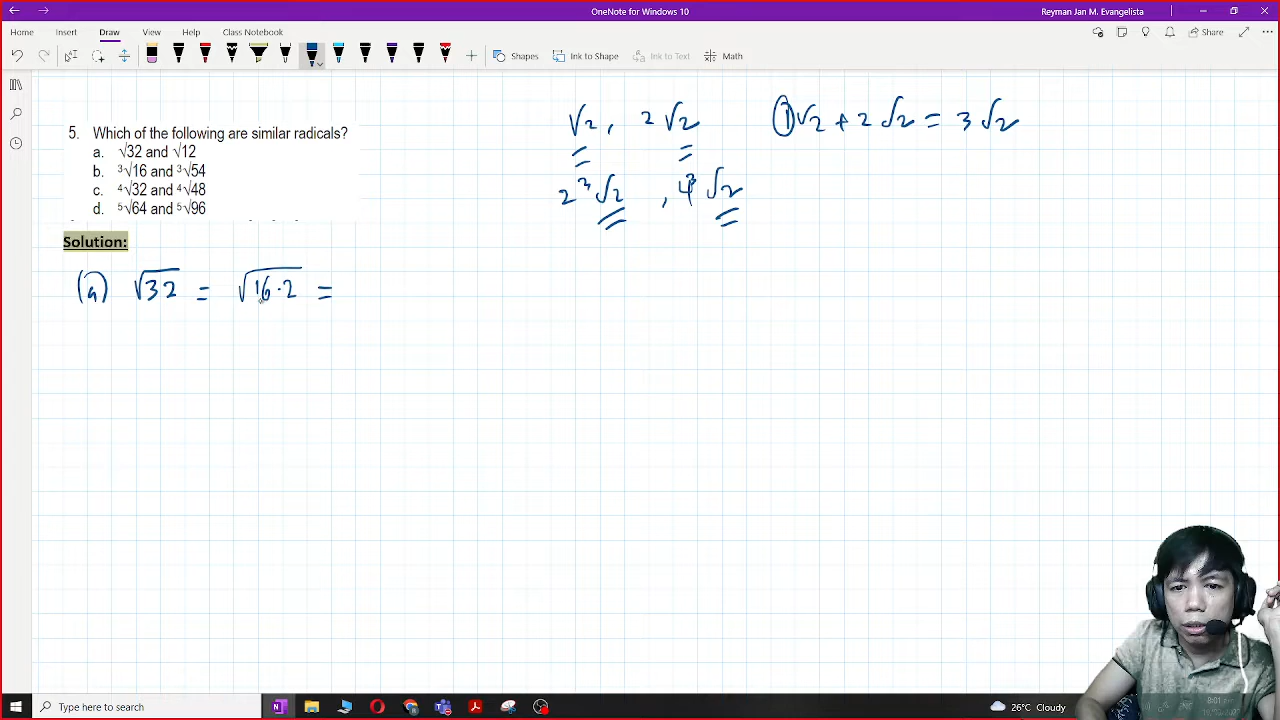 OneNote for Windows 10
Reyman Jan M. Evangelista
Home Insert Draw View Help Class Notebook
Share
Shapes Ink to Shape Ink to Text Math
5. Which of the following are similar radicals?
a. √32 and √12
b. ³√16 and ³√54
c. ⁴√32 and ⁴√48
d. ⁵√64 and ⁵√96
√2, 2√2
①√2 + 2√2 = 3√2
2 ³√2, 4 ³√2
Solution:
(a) √32 = √16·2 =
Type here to search
26°C Cloudy
8:01 PM